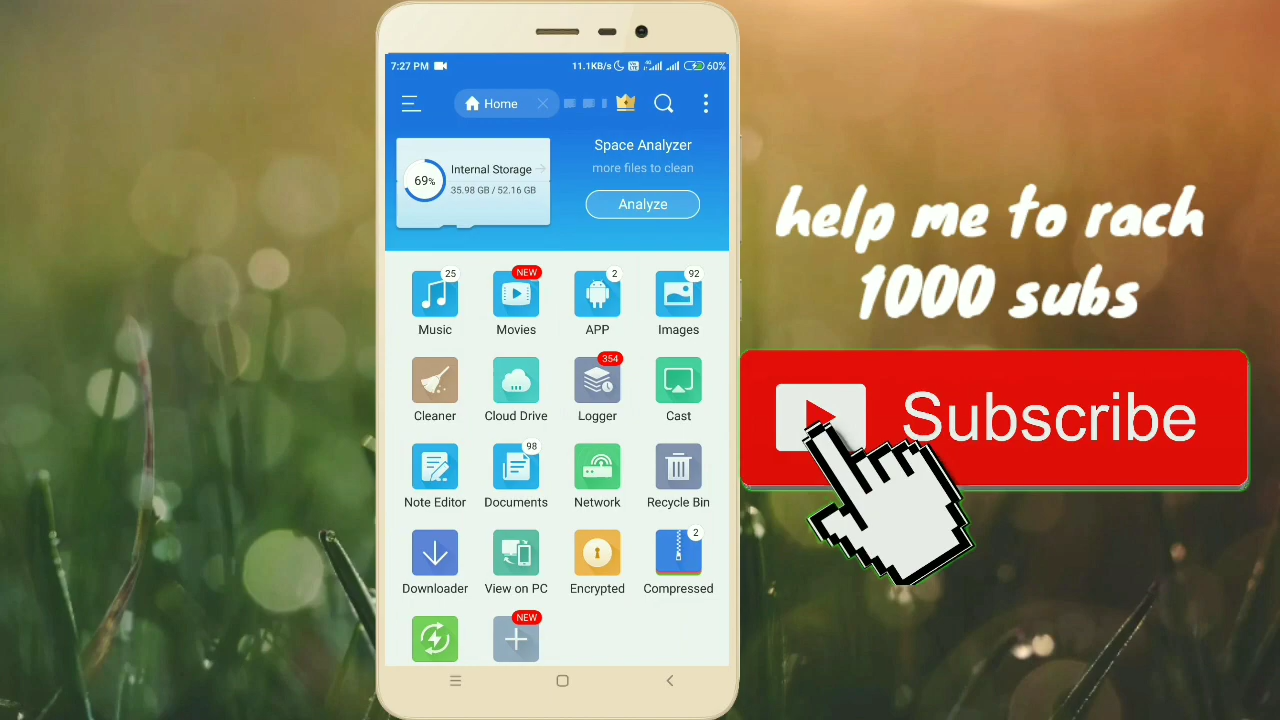 7:27 PM 11.1KB/s 4G 60%
Home
Space Analyzer
more files to clean
Analyze
69%
Internal Storage
35.98 GB / 52.16 GB
25 NEW 2 92
Music Movies APP Images
354
Cleaner Cloud Drive Logger Cast
98
Note Editor Documents Network Recycle Bin
2
Downloader View on PC Encrypted Compressed
NEW
help me to rach
1000 subs
Subscribe